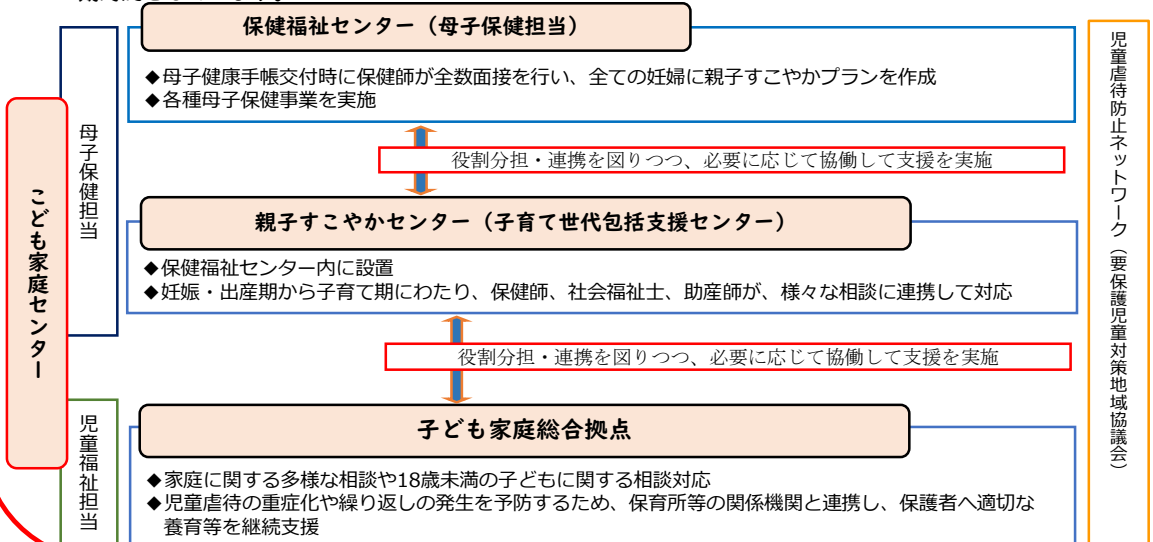 保健福祉センター（母子保健担当）
◆母子健康手帳交付時に保健師が全数面接を行い、全ての妊婦に親子すこやかプランを作成
◆各種母子保健事業を実施
役割分担・連携を図りつつ、必要に応じて協働して支援を実施
親子すこやかセンター（子育て世代包括支援センター）
◆保健福祉センター内に設置
◆妊娠・出産期から子育て期にわたり、保健師、社会福祉士、助産師が、様々な相談に連携して対応
役割分担・連携を図りつつ、必要に応じて協働して支援を実施
子ども家庭総合拠点
◆家庭に関する多様な相談や18歳未満の子どもに関する相談対応
◆児童虐待の重症化や繰り返しの発生を予防するため、保育所等の関係機関と連携し、保護者へ適切な
養育等を継続支援
こども家庭センター
母子保健担当
児童福祉担当
児童虐待防止ネットワーク（要保護児童対策地域協議会）